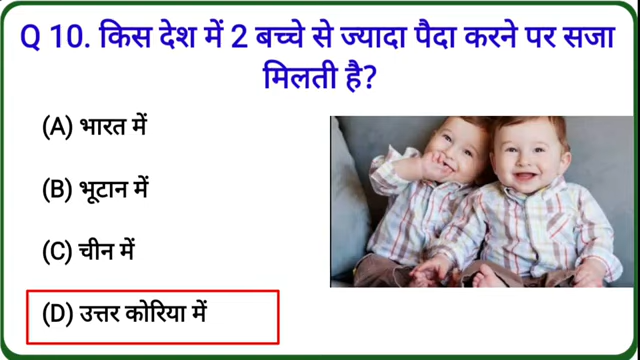 Q 10. किस देश में 2 बच्चे से ज्यादा पैदा करने पर सजा
मिलती है?
(A) भारत में
(B) भूटान में
(C) चीन में
(D) उत्तर कोरिया में